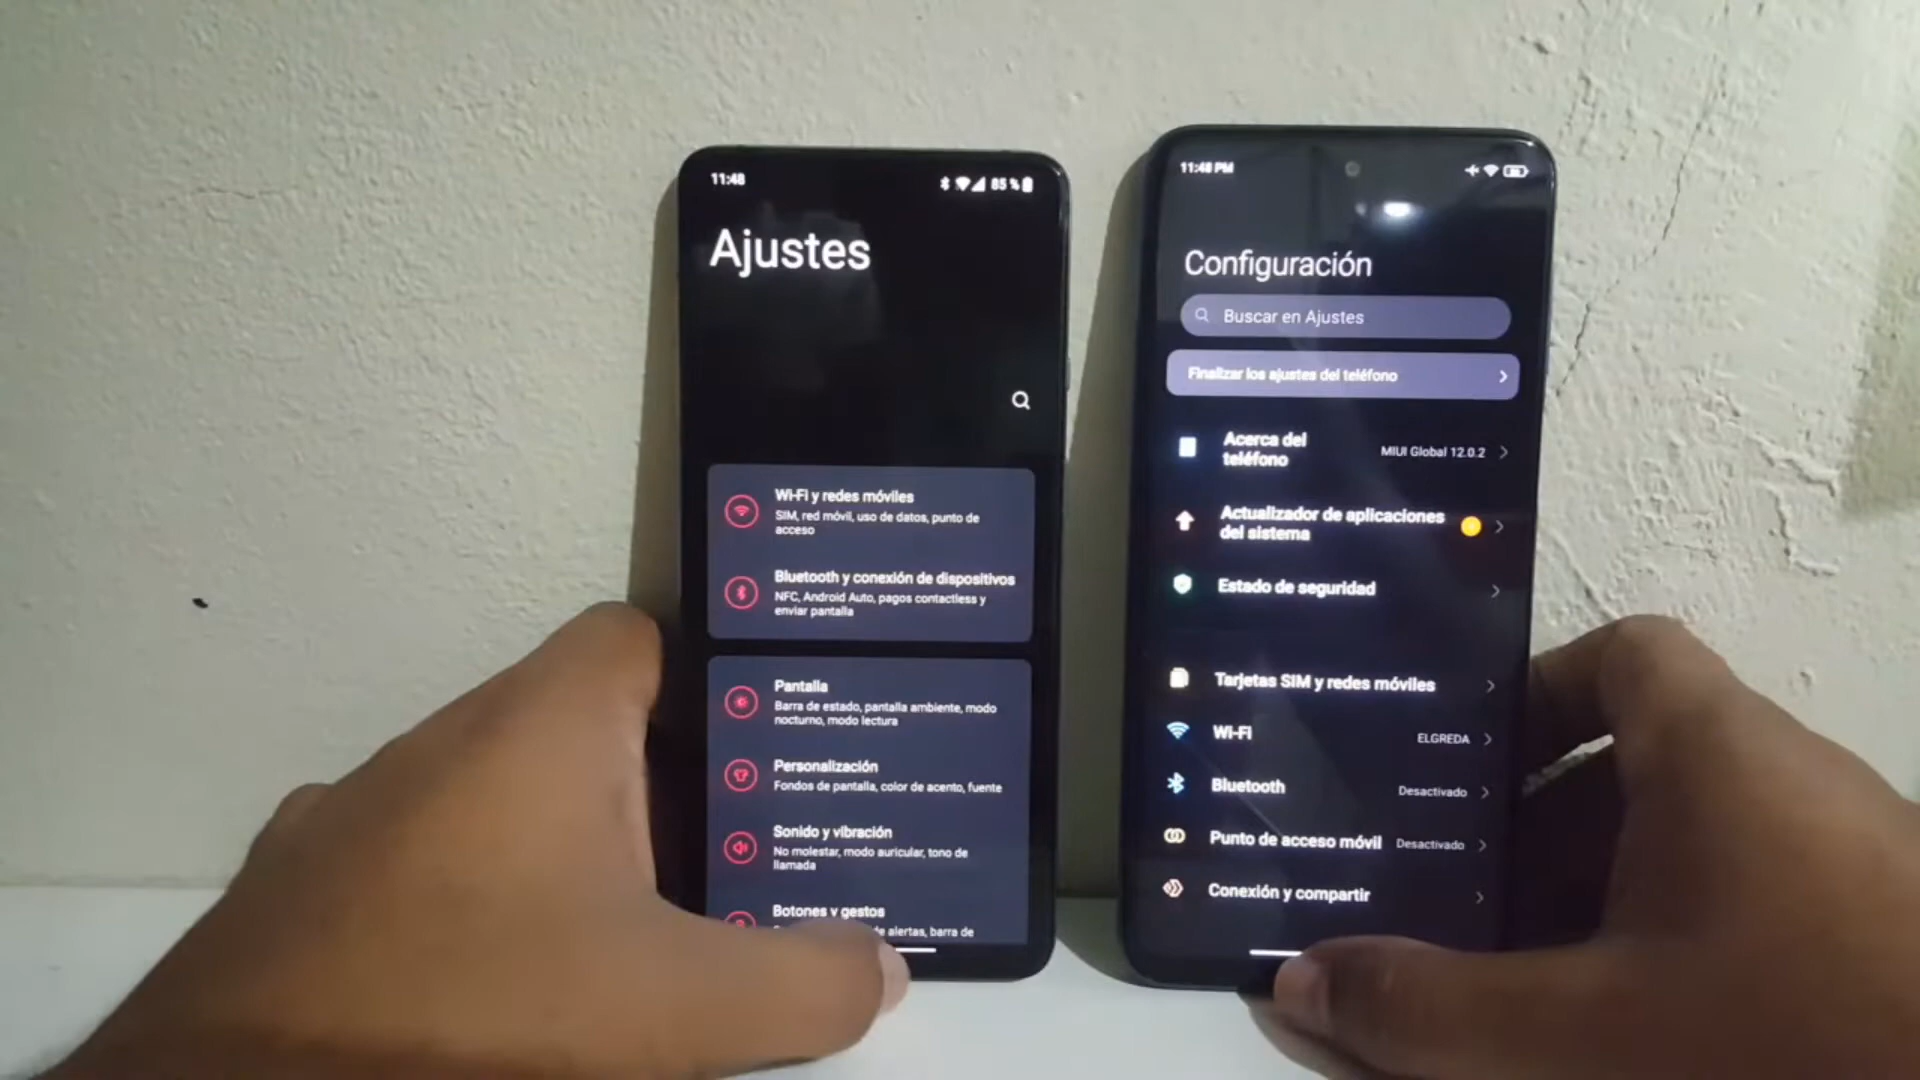 11:48
85 %
Ajustes
Wi-Fi y redes móviles
SIM, red móvil, uso de datos, punto de
acceso
Bluetooth y conexión de dispositivos
NFC, Android Auto, pagos contactless y
enviar pantalla
Pantalla
Barra de estado, pantalla ambiente, modo
nocturno, modo lectura
Personalización
Fondos de pantalla, color de acento, fuente
Sonido y vibración
No molestar, modo auricular, tono de
llamada
Botones y gestos
de alertas, barra de
11:48 PM
Configuración
Buscar en Ajustes
Finalizar los ajustes del teléfono
Acerca del
teléfono
MIUI Global 12.0.2
Actualizador de aplicaciones
del sistema
Estado de seguridad
Tarjetas SIM y redes móviles
Wi-Fi
ELGREDA
Bluetooth
Desactivado
Punto de acceso móvil
Desactivado
Conexión y compartir